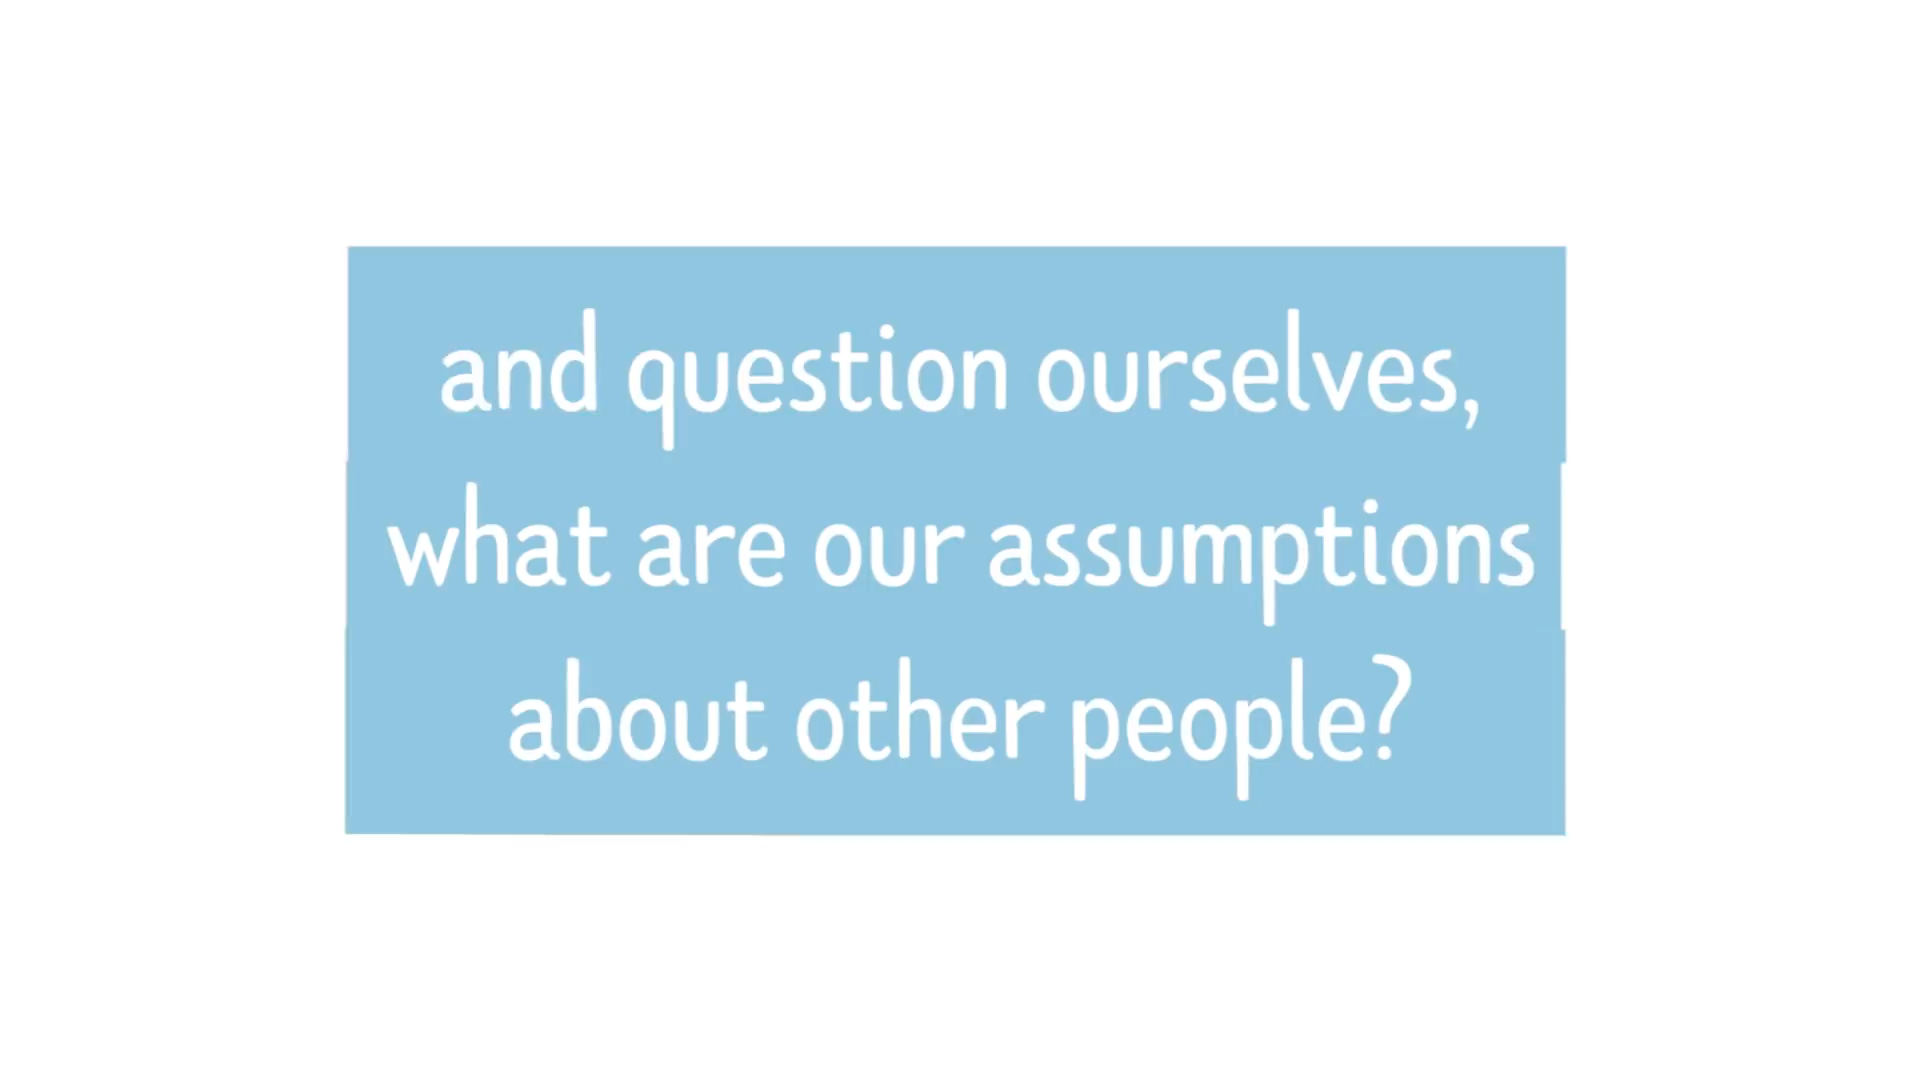 and question ourselves,
what are our assumptions
about other people?